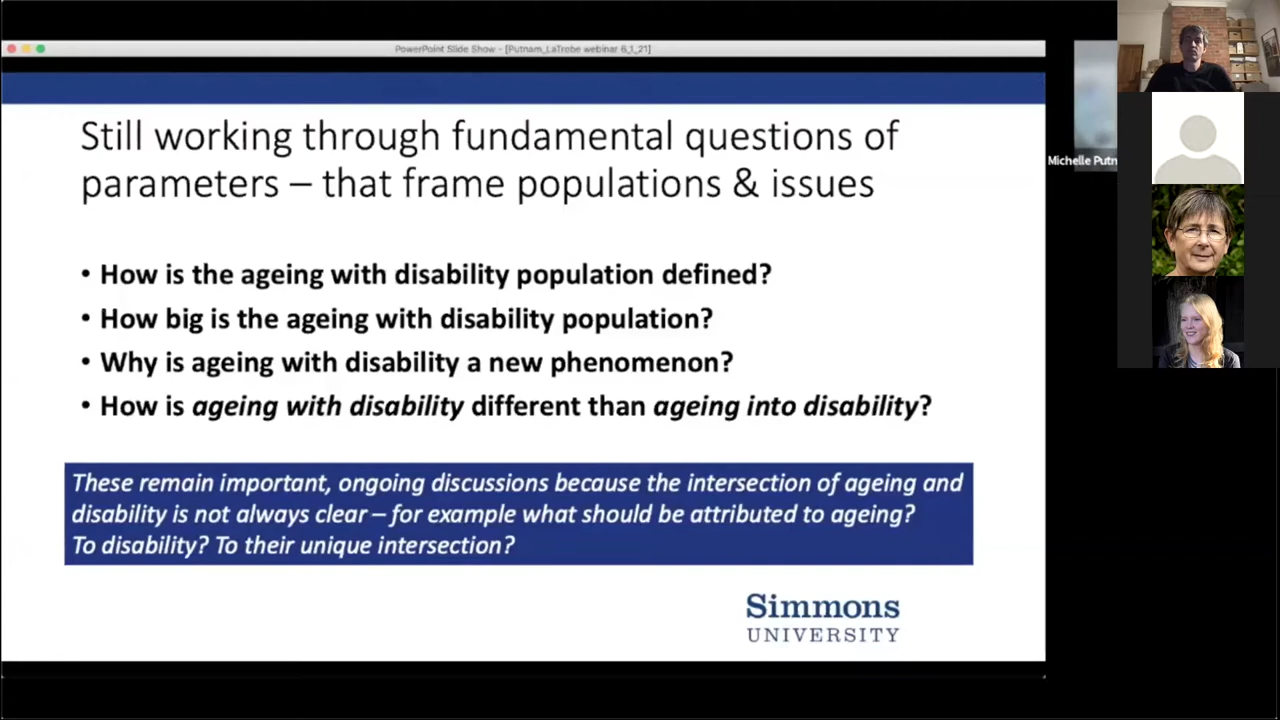 PowerPoint Slide Show - [Putnam_LaTrobe webinar 6_1_21]
Still working through fundamental questions of
parameters – that frame populations & issues
• How is the ageing with disability population defined?
• How big is the ageing with disability population?
• Why is ageing with disability a new phenomenon?
• How is ageing with disability different than ageing into disability?
These remain important, ongoing discussions because the intersection of ageing and
disability is not always clear – for example what should be attributed to ageing?
To disability? To their unique intersection?
Simmons
UNIVERSITY
Michelle Putn